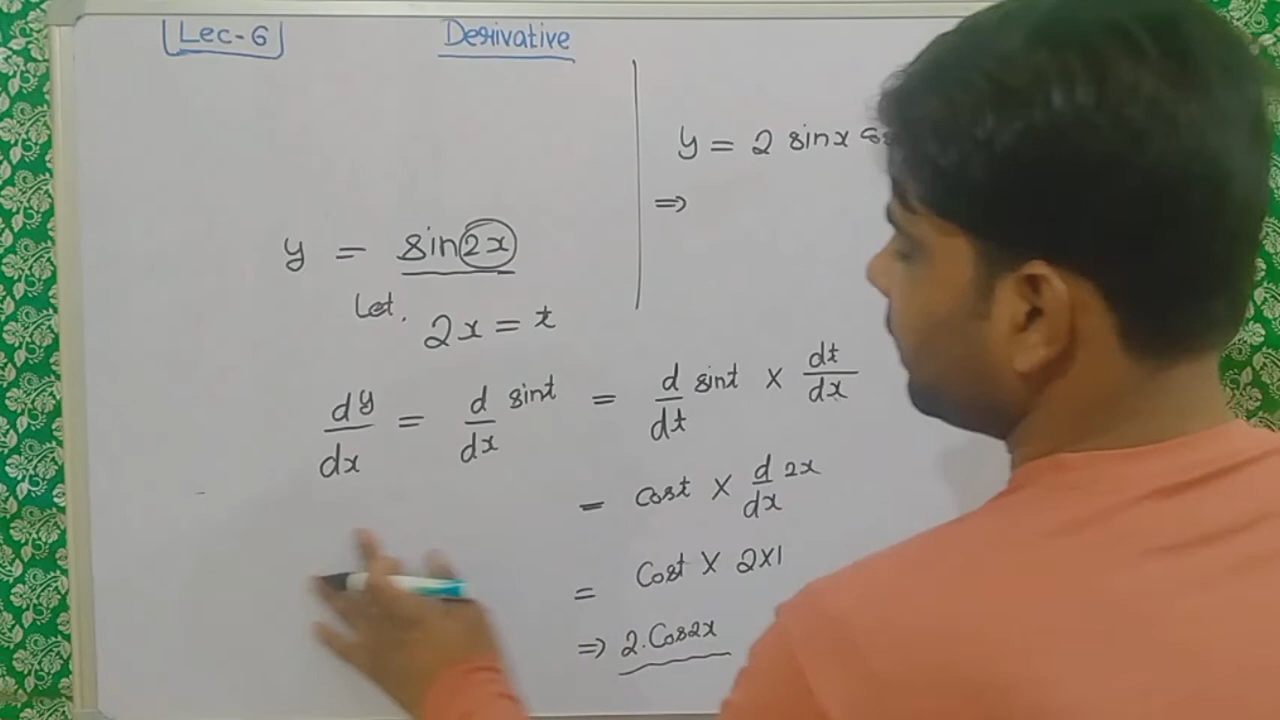 Lec-6
Derivative
y = sin2x
Let, 2x = t
dy/dx = d/dx sint = d/dt sint × dt/dx
= cost × d/dx 2x
= Cost × 2×1
⇒ 2.Cos2x
y = 2 sinx
⇒